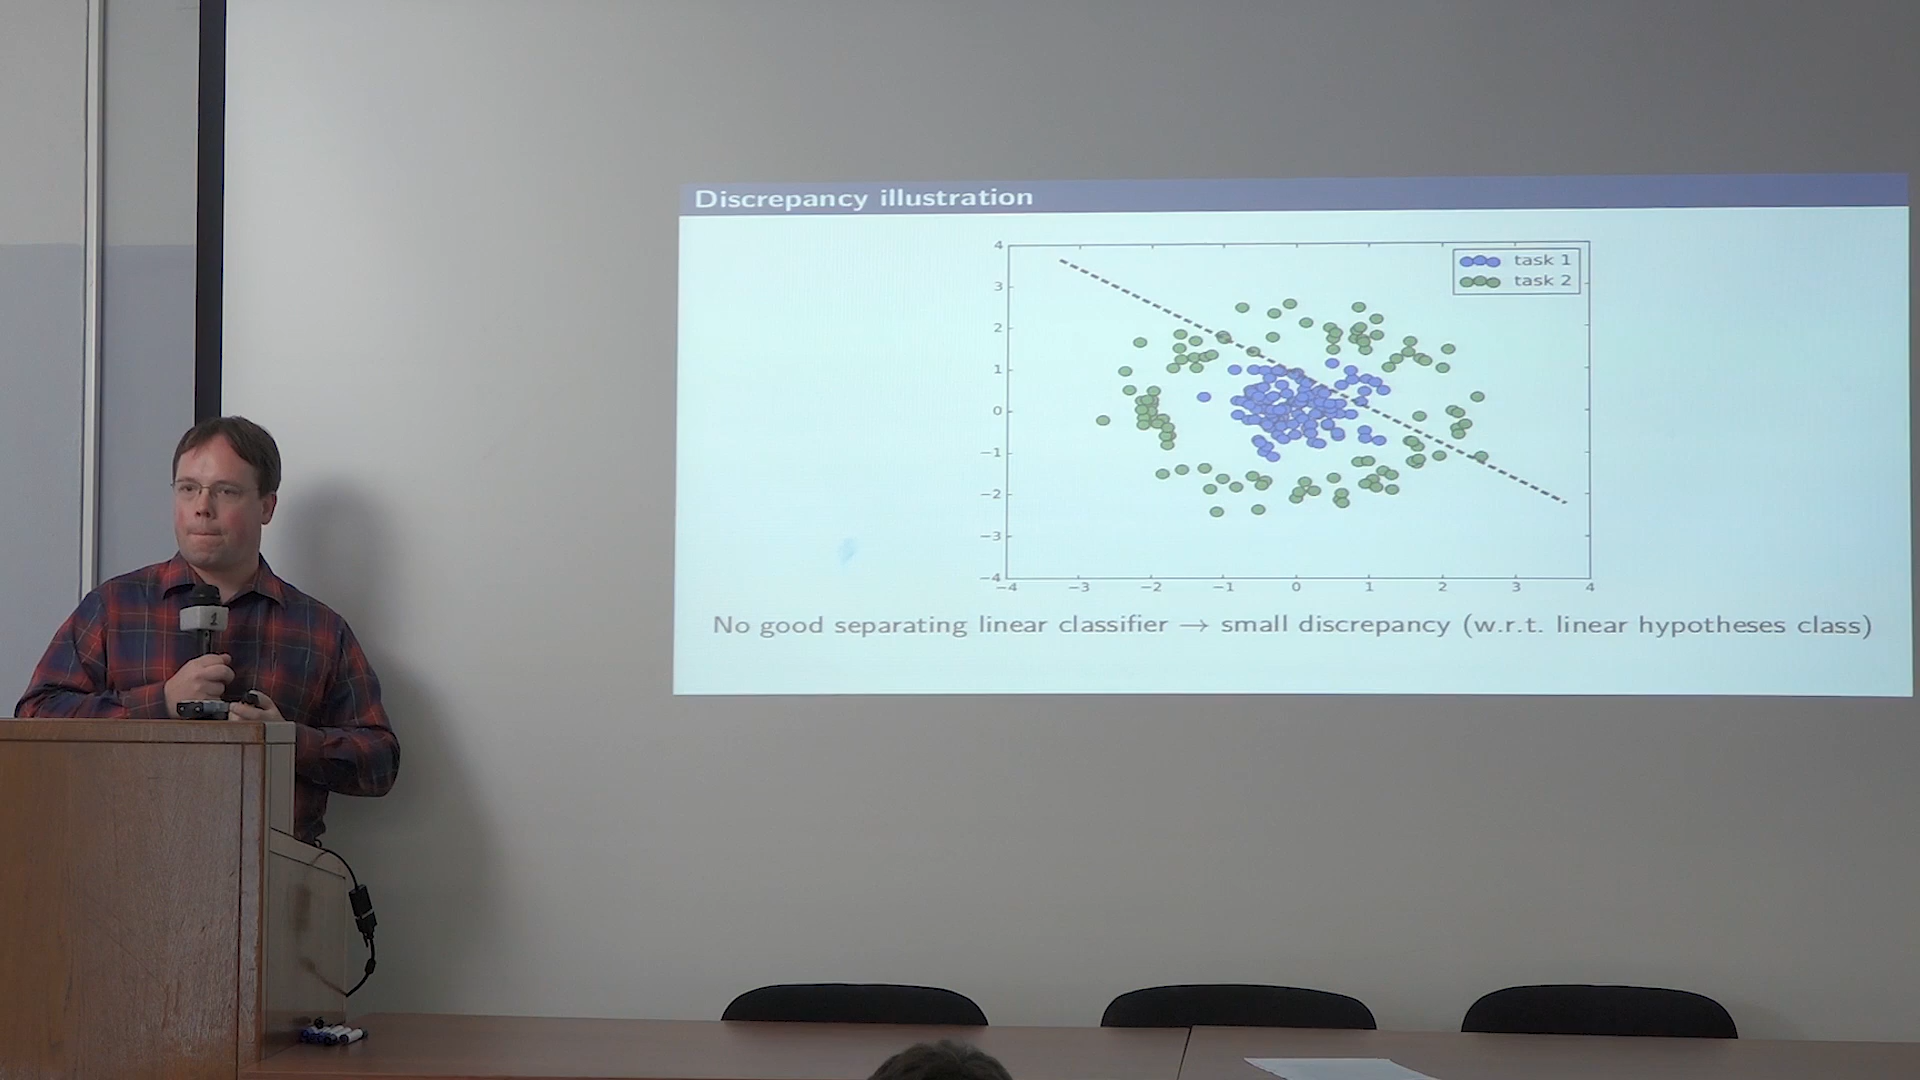 Discrepancy illustration
task 1
task 2
4
3
2
1
0
−1
−2
−3
−4
−4 −3 −2 −1 0 1 2 3 4
No good separating linear classifier → small discrepancy (w.r.t. linear hypotheses class)
1